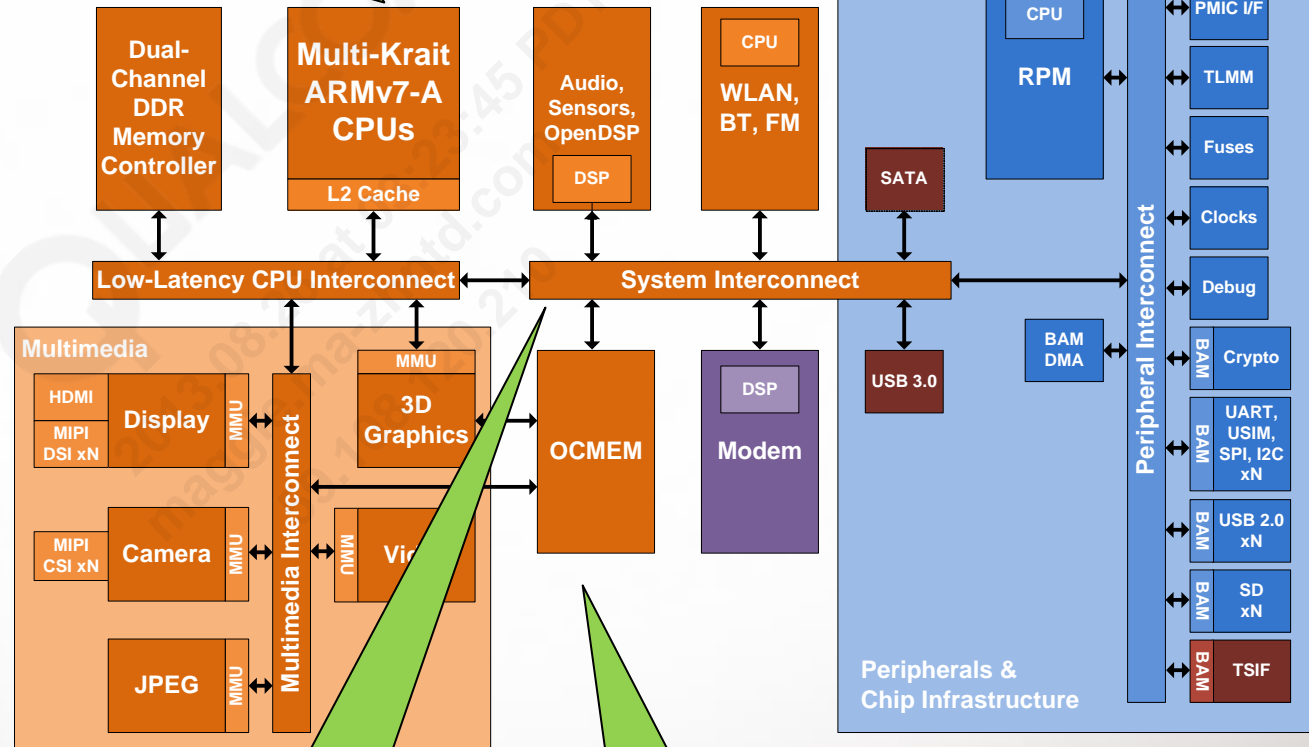 CPU
PMIC I/F
Dual-
Channel
DDR
Memory
Controller
Multi-Krait
ARMv7-A
CPUs
L2 Cache
Audio,
Sensors,
OpenDSP
DSP
CPU
WLAN,
BT, FM
RPM
TLMM
Fuses
SATA
Clocks
Low-Latency CPU Interconnect
System Interconnect
Peripheral Interconnect
Debug
Multimedia
MMU
3D
Graphics
HDMI
MIPI
DSI xN
Display
MMU
OCMEM
DSP
Modem
USB 3.0
BAM
DMA
BAM
Crypto
BAM
UART,
USIM,
SPI, I2C
xN
Multimedia Interconnect
MIPI
CSI xN
Camera
MMU
MMU
BAM
USB 2.0
xN
BAM
SD
xN
JPEG
MMU
Peripherals &
Chip Infrastructure
BAM
TSIF